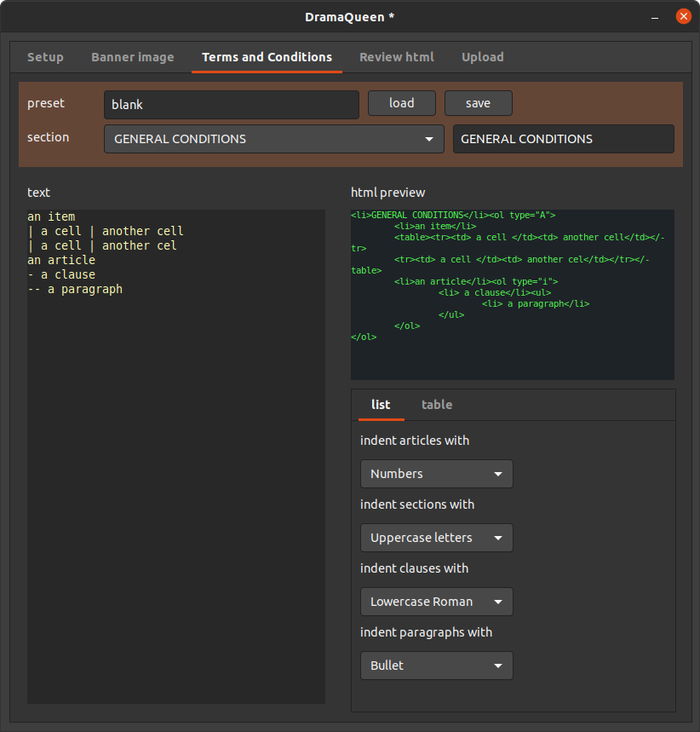 DramaQueen *
Setup Banner image Terms and Conditions Review html Upload
preset blank load save
section GENERAL CONDITIONS GENERAL CONDITIONS
text
an item
| a cell | another cell
| a cell | another cel
an article
- a clause
-- a paragraph
html preview
<li>GENERAL CONDITIONS</li><ol type="A">
<li>an item</li>
<table><tr><td> a cell </td><td> another cell</td></-
tr>
<tr><td> a cell </td><td> another cel</td></tr></-
table>
<li>an article</li><ol type="i">
<li> a clause</li><ul>
<li> a paragraph</li>
</ul>
</ol>
</ol>
list table
indent articles with
Numbers
indent sections with
Uppercase letters
indent clauses with
Lowercase Roman
indent paragraphs with
Bullet